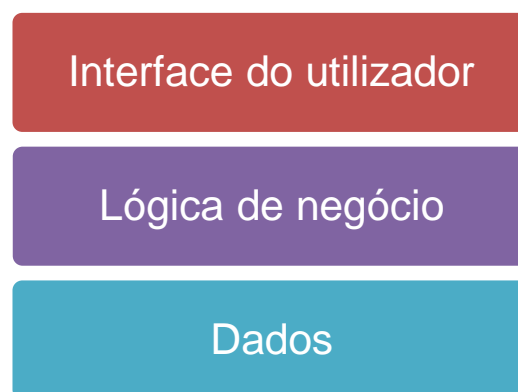 Interface do utilizador
Lógica de negócio
Dados